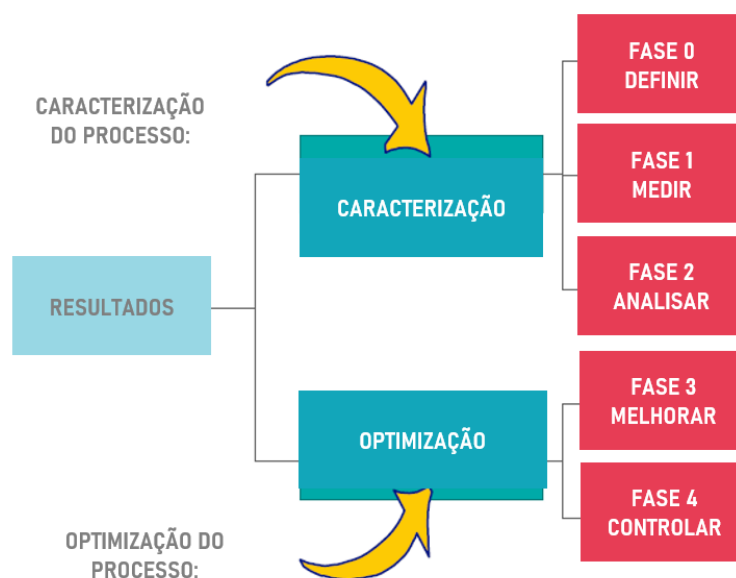 CARACTERIZAÇÃO
DO PROCESSO:
RESULTADOS
CARACTERIZAÇÃO
FASE 0
DEFINIR
FASE 1
MEDIR
FASE 2
ANALISAR
OPTIMIZAÇÃO
FASE 3
MELHORAR
FASE 4
CONTROLAR
OPTIMIZAÇÃO DO
PROCESSO: